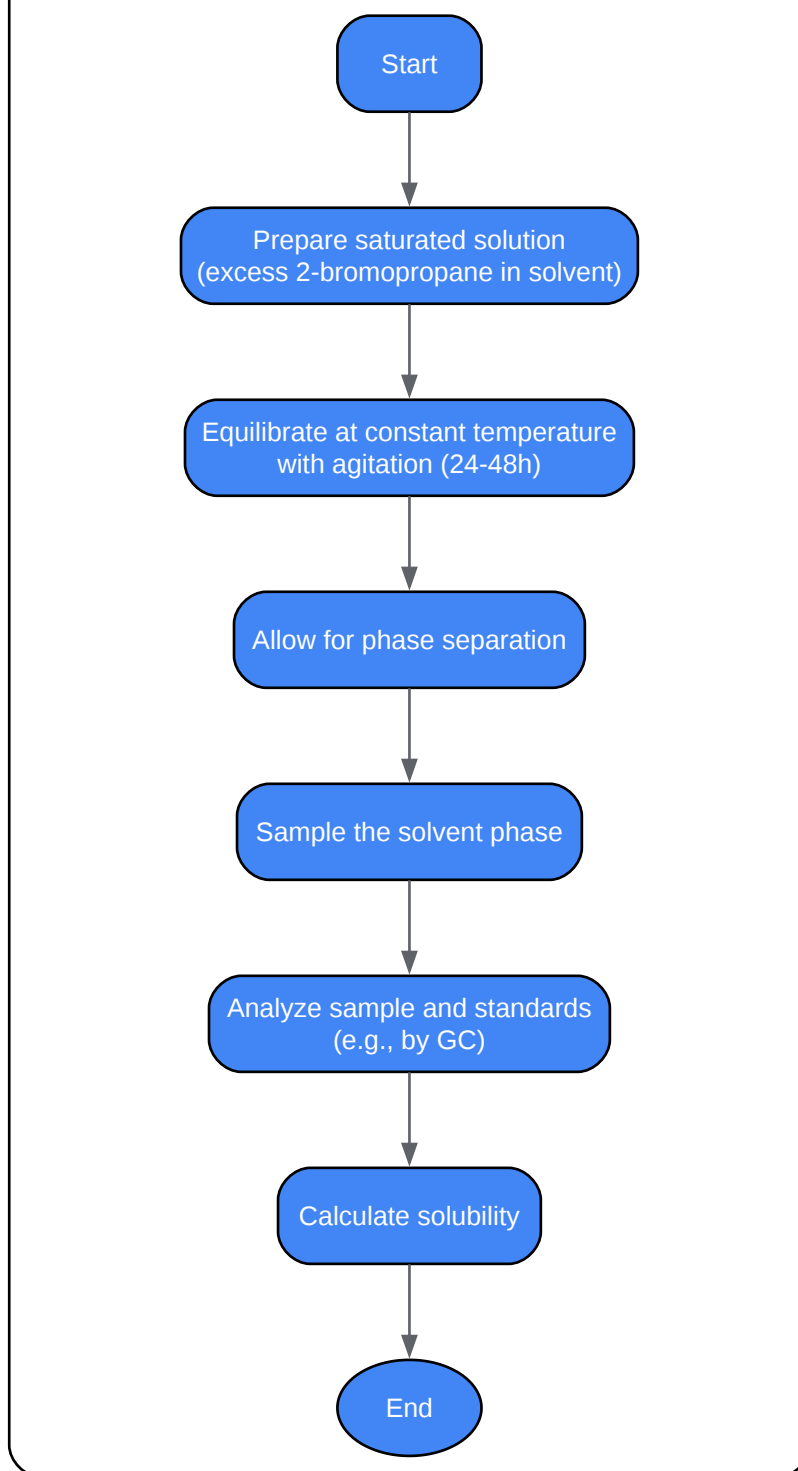 Start
Prepare saturated solution
(excess 2-bromopropane in solvent)
Equilibrate at constant temperature
with agitation (24-48h)
Allow for phase separation
Sample the solvent phase
Analyze sample and standards
(e.g., by GC)
Calculate solubility
End